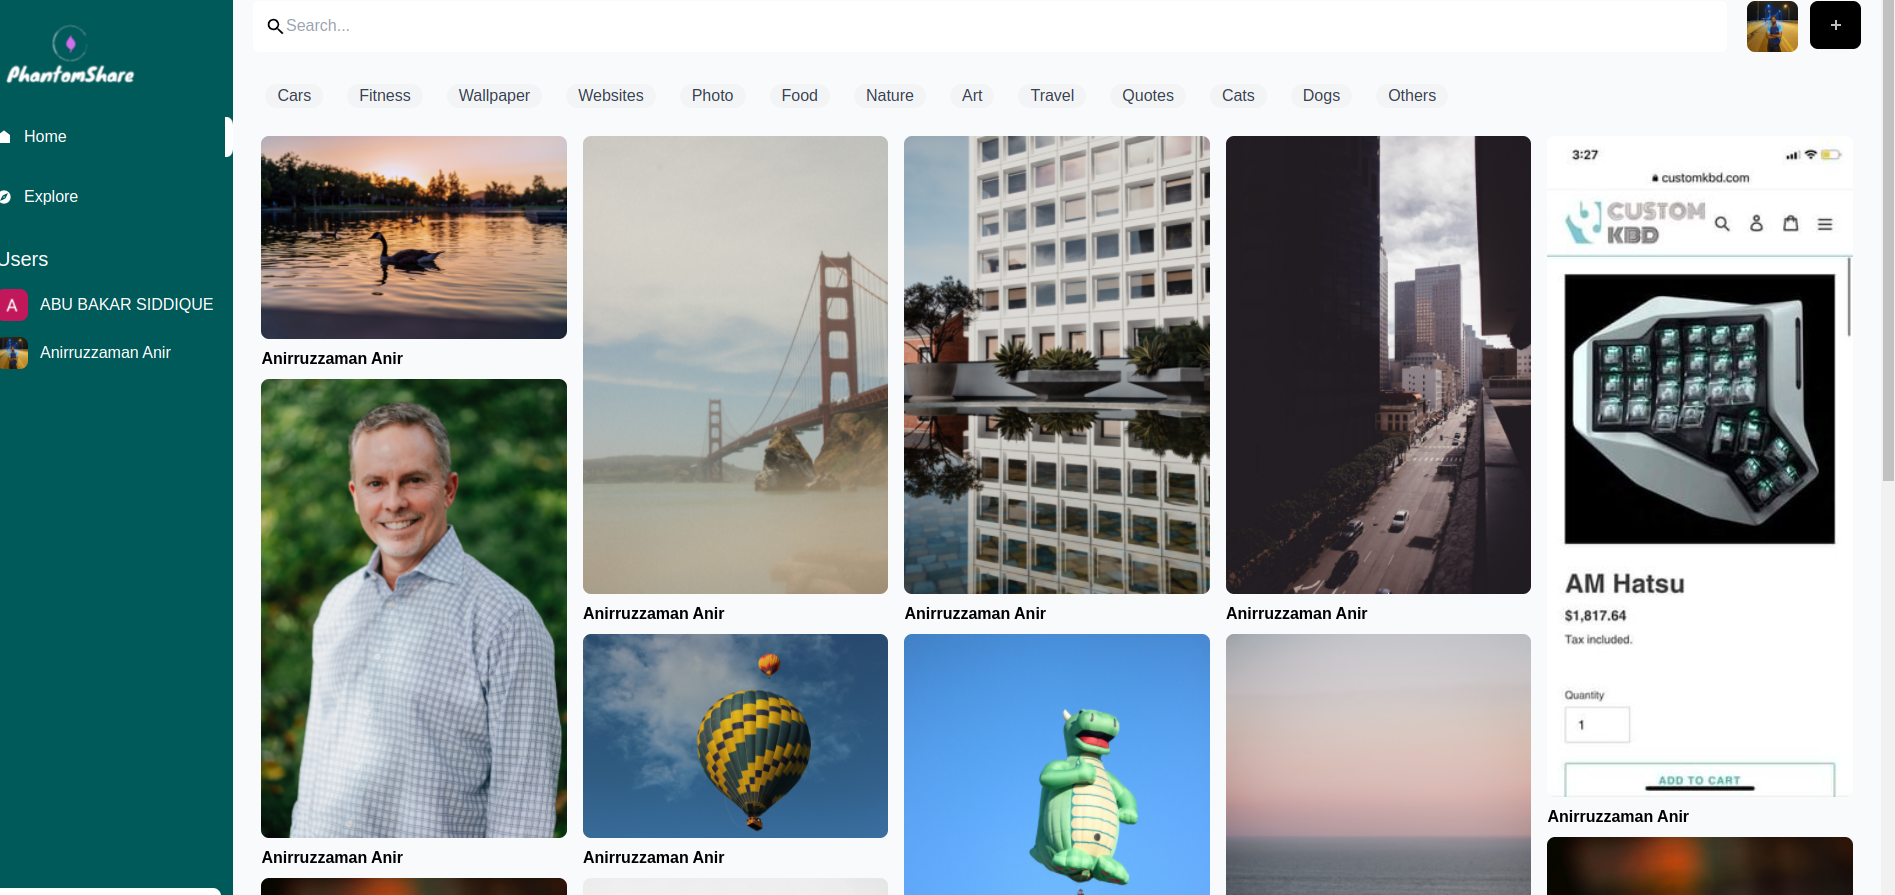 PhantomShare
Home
Explore
Users
A ABU BAKAR SIDDIQUE
Anirruzzaman Anir
Search...
+
Cars Fitness Wallpaper Websites Photo Food Nature Art Travel Quotes Cats Dogs Others
Anirruzzaman Anir
Anirruzzaman Anir
Anirruzzaman Anir
Anirruzzaman Anir
Anirruzzaman Anir
Anirruzzaman Anir
Anirruzzaman Anir
3:27
customkbd.com
CUSTOM
KBD
AM Hatsu
$1,817.64
Tax included.
Quantity
1
ADD TO CART
Anirruzzaman Anir